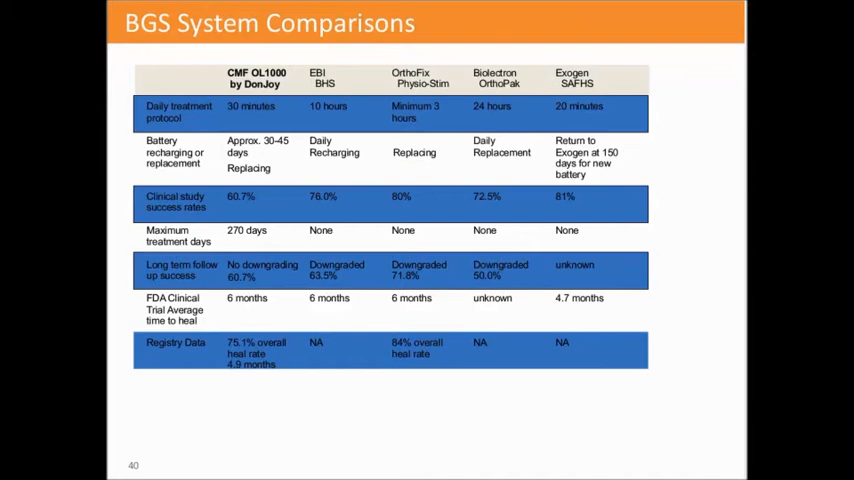 BGS System Comparisons
CMF OL1000 by DonJoy
EBI BHS
OrthoFix Physio-Stim
Biolectron OrthoPak
Exogen SAFHS
Daily treatment protocol
30 minutes
10 hours
Minimum 3 hours
24 hours
20 minutes
Battery recharging or replacement
Approx. 30-45 days
Replacing
Daily Recharging
Replacing
Daily Replacement
Return to Exogen at 150 days for new battery
Clinical study success rates
60.7%
76.0%
80%
72.5%
81%
Maximum treatment days
270 days
None
None
None
None
Long term follow up success
No downgrading 60.7%
Downgraded 63.5%
Downgraded 71.8%
Downgraded 50.0%
unknown
FDA Clinical Trial Average time to heal
6 months
6 months
6 months
unknown
4.7 months
Registry Data
75.1% overall heal rate 4.9 months
NA
84% overall heal rate
NA
NA
40